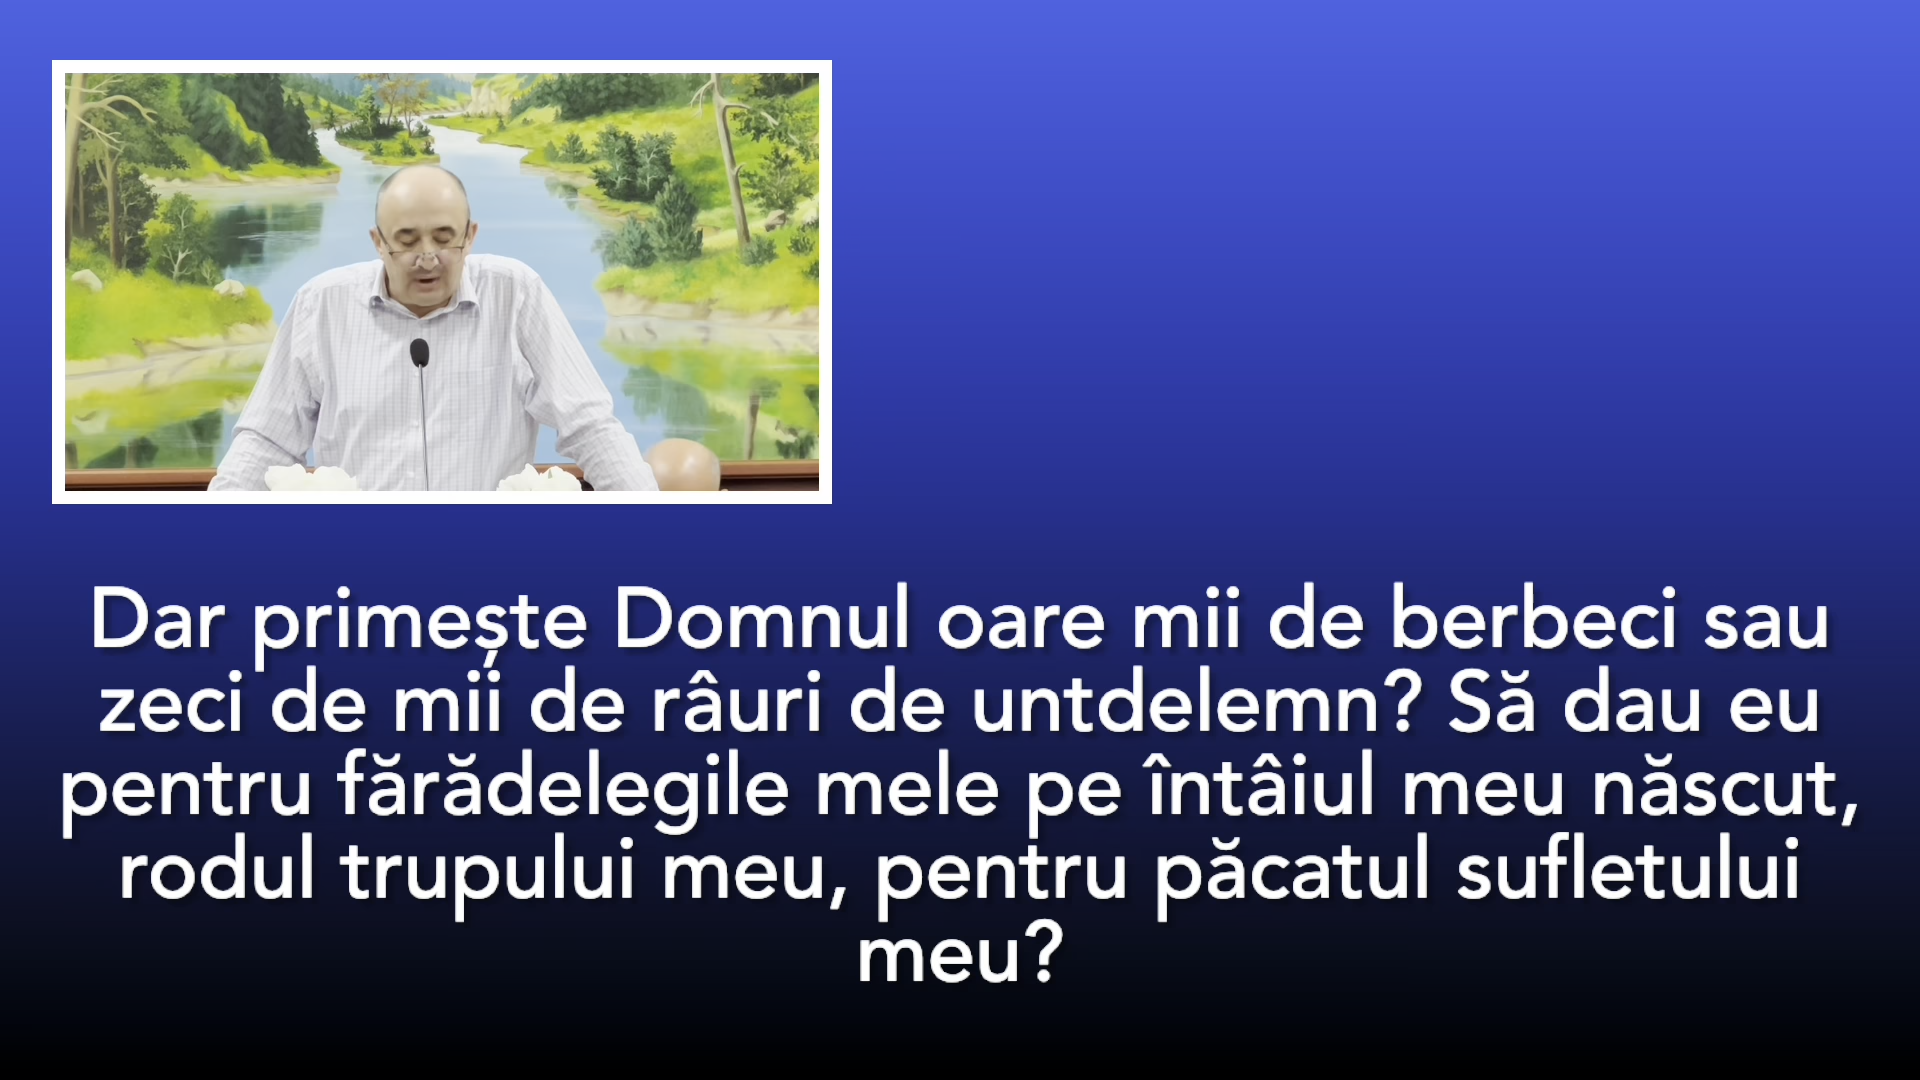 Dar primește Domnul oare mii de berbeci sau
zeci de mii de râuri de untdelemn? Să dau eu
pentru fărădelegile mele pe întâiul meu născut,
rodul trupului meu, pentru păcatul sufletului
meu?